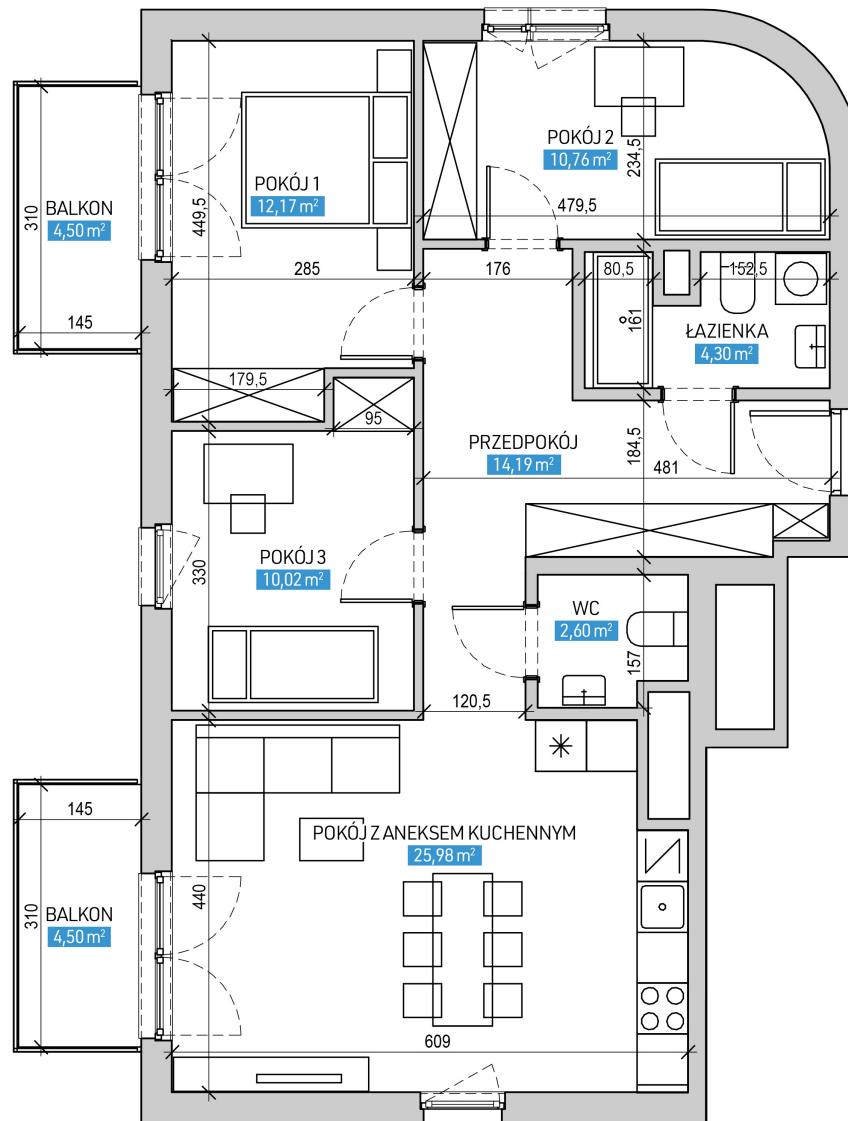 POKÓJ 2
10,76 m²
234,5
479,5
POKÓJ 1
12,17 m²
449,5
285
BALKON
4,50 m²
310
145
176
80,5
152,5
161
ŁAZIENKA
4,30 m²
179,5
95
PRZEDPOKÓJ
14,19 m²
184,5
481
POKÓJ 3
10,02 m²
330
WC
2,60 m²
157
120,5
145
POKÓJ Z ANEKSEM KUCHENNYM
25,98 m²
440
BALKON
4,50 m²
310
609